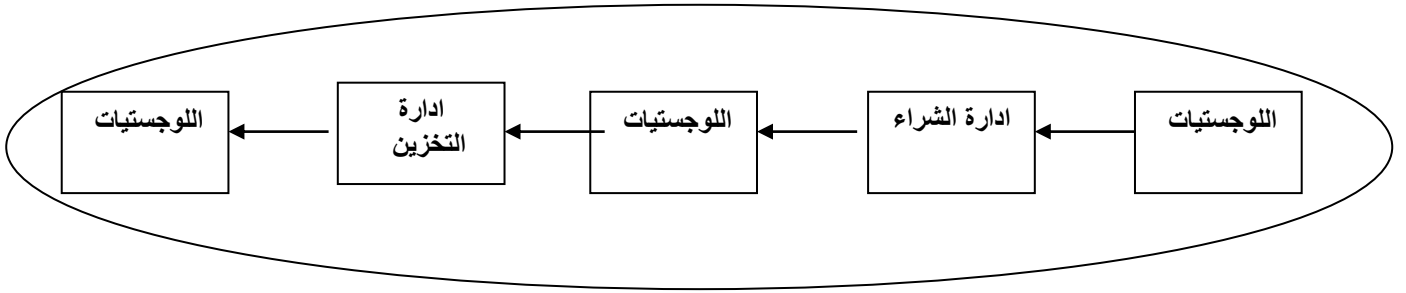 اللوجستيات
ادارة الشراء
اللوجستيات
ادارة
التخزين
اللوجستيات